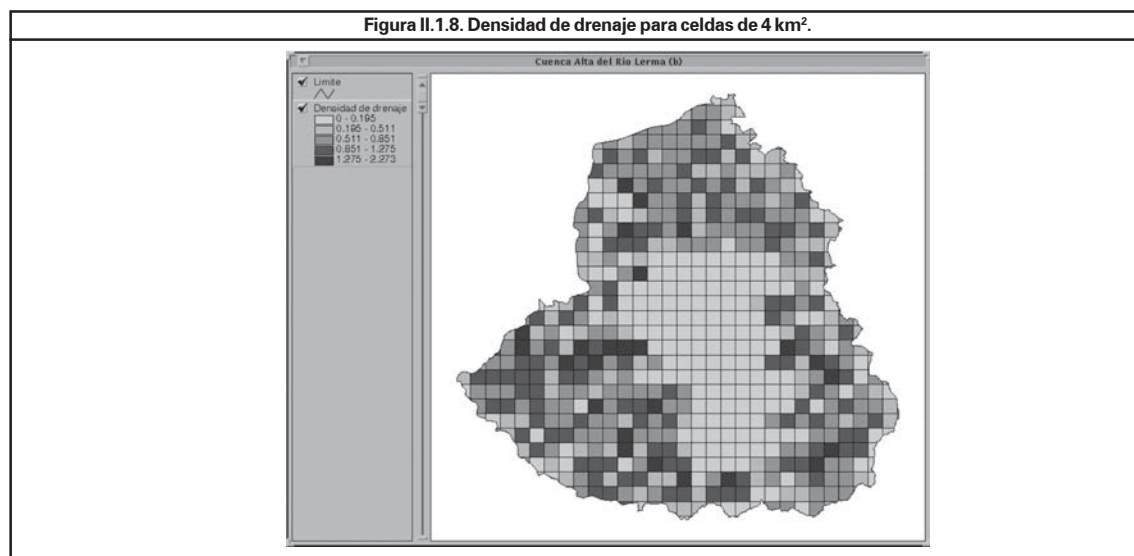 Figura II.1.8. Densidad de drenaje para celdas de 4 km².
Cuenca Alta del Rio Lerma (b)
Limite
Densidad de drenaje
0 - 0.195
0.195 - 0.511
0.511 - 0.851
0.851 - 1.275
1.275 - 2.273